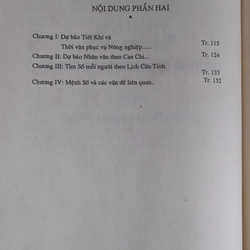 NỘI DUNG PHẦN HAI
Chương I: Dự báo Tiết Khí và
Thời vận phục vụ Nông nghiệp...... Tr. 115
Chương II: Dự báo Nhân văn theo Can Chi... Tr. 124
Chương III: Tìm Số mỗi người theo Lịch Cửu Tinh
Tr. 133
Chương IV: Mệnh Số và các vấn đề liên quan... Tr. 152